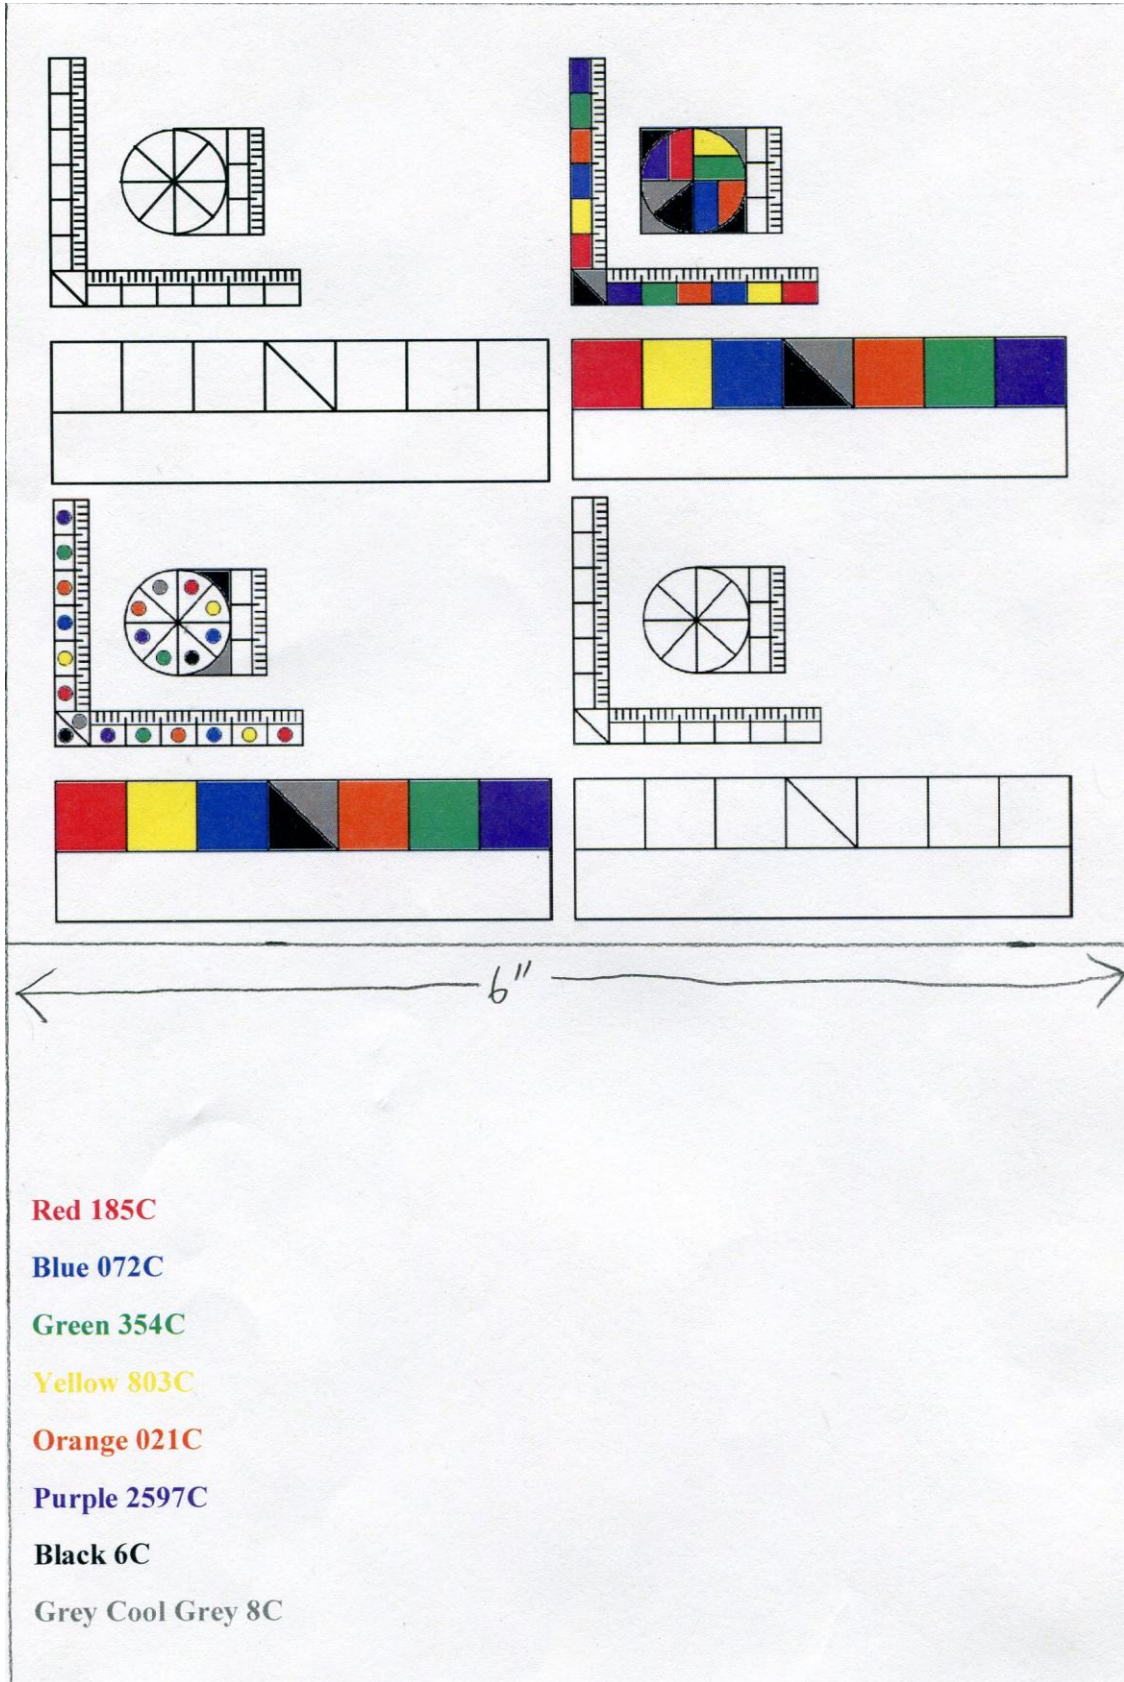 6"
Red 185C
Blue 072C
Green 354C
Yellow 803C
Orange 021C
Purple 2597C
Black 6C
Grey Cool Grey 8C